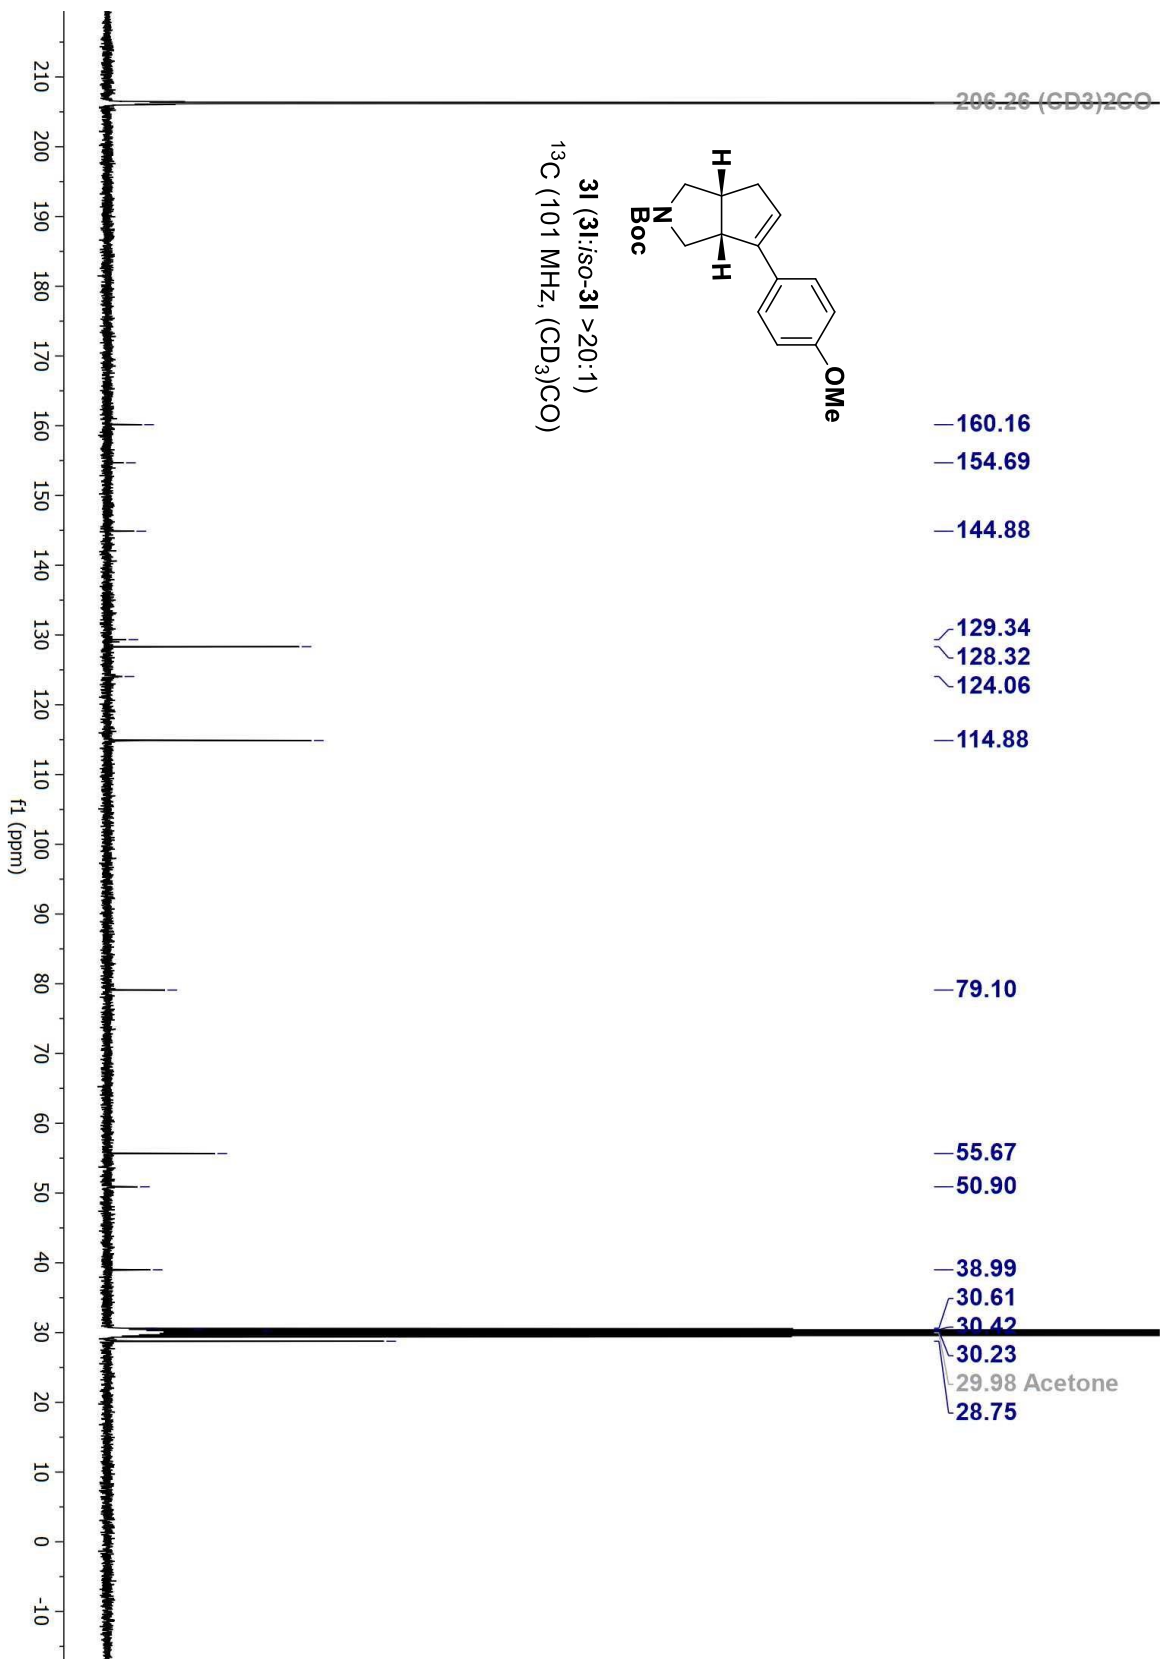 206.26 (CD3)2CO
160.16
154.69
144.88
129.34
128.32
124.06
114.88
79.10
55.67
50.90
38.99
30.61
30.42
30.23
29.98 Acetone
28.75
H
H
N
Boc
OMe
3l (3l:iso-3l >20:1)
13C (101 MHz, (CD3)CO)
210 200 190 180 170 160 150 140 130 120 110 100 90 80 70 60 50 40 30 20 10 0 -10
f1 (ppm)